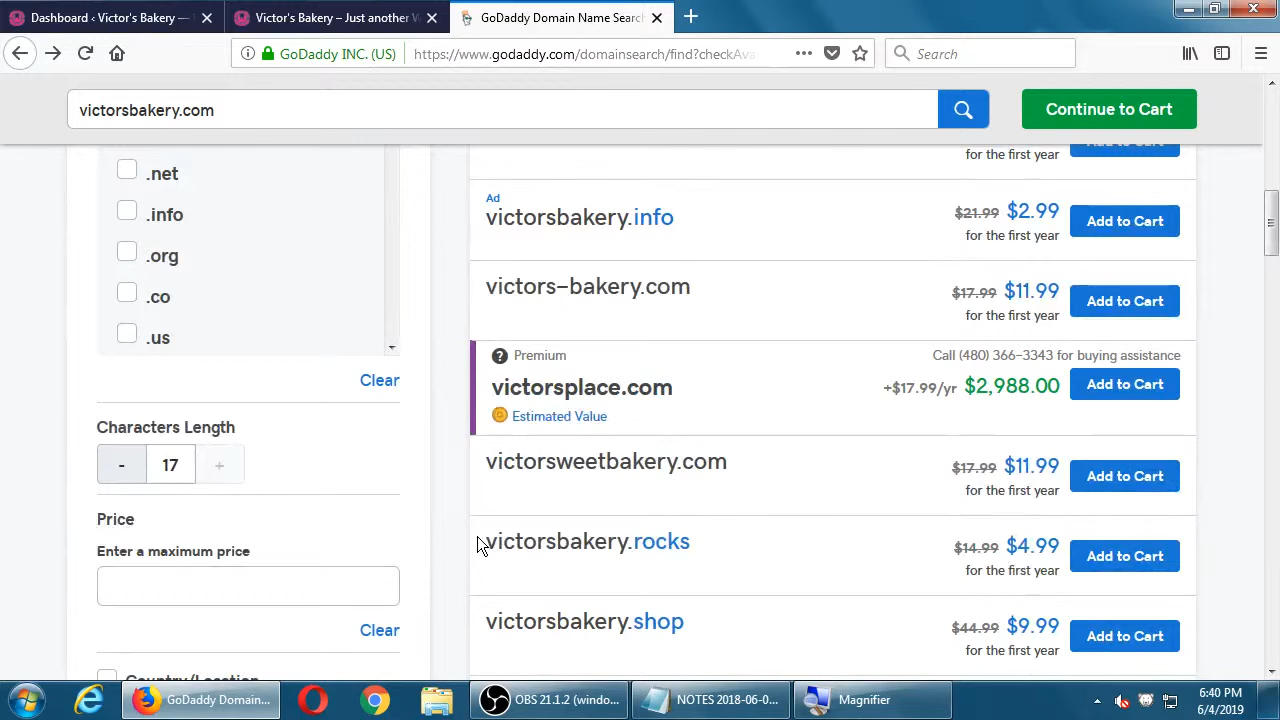 Dashboard ‹ Victor's Bakery —
Victor's Bakery – Just another
GoDaddy Domain Name Search
GoDaddy INC. (US)
https://www.godaddy.com/domainsearch/find?checkAva
Search
victorsbakery.com
Continue to Cart
.net
.info
.org
.co
.us
Clear
Characters Length
-
17
+
Price
Enter a maximum price
Clear
Country/Location
for the first year
Add to Cart
Ad
victorsbakery.info
$21.99 $2.99
for the first year
Add to Cart
victors-bakery.com
$17.99 $11.99
for the first year
Add to Cart
? Premium
Call (480) 366-3343 for buying assistance
victorsplace.com
+$17.99/yr $2,988.00
Add to Cart
Estimated Value
victorsweetbakery.com
$17.99 $11.99
for the first year
Add to Cart
victorsbakery.rocks
$14.99 $4.99
for the first year
Add to Cart
victorsbakery.shop
$44.99 $9.99
for the first year
Add to Cart
GoDaddy Domain...
OBS 21.1.2 (windo...
NOTES 2018-06-0...
Magnifier
6:40 PM
6/4/2019